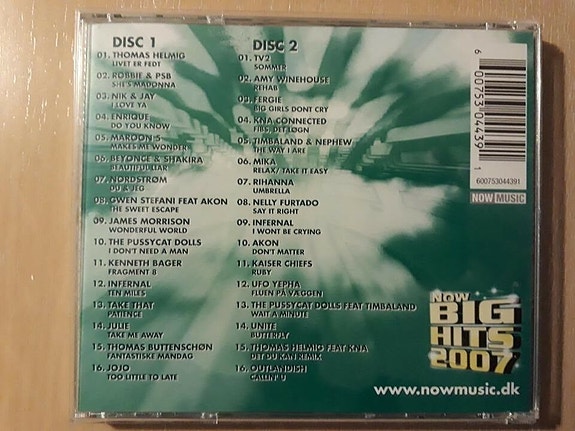 DISC 1
01. THOMAS HELMIG
LIVET ER FEDT
02. ROBBIE & PSB
SHE'S MADONNA
03. NIK & JAY
I LOVE YA
04. ENRIQUE
DO YOU KNOW
05. MAROON 5
MAKES ME WONDER
06. BEYONCE & SHAKIRA
BEAUTIFUL LIAR
07. NORDSTRØM
DU & JEG
08. GWEN STEFANI FEAT AKON
THE SWEET ESCAPE
09. JAMES MORRISON
WONDERFUL WORLD
10. THE PUSSYCAT DOLLS
I DON'T NEED A MAN
11. KENNETH BAGER
FRAGMENT 8
12. INFERNAL
TEN MILES
13. TAKE THAT
PATIENCE
14. JULIE
TAKE ME AWAY
15. THOMAS BUTTENSCHØN
FANTASTISKE MANDAG
16. JOJO
TOO LITTLE TO LATE
DISC 2
01. TV2
SOMMER
02. AMY WINEHOUSE
REHAB
03. FERGIE
BIG GIRLS DONT CRY
04. KNA CONNECTED
FIBS, DET LØGN
05. TIMBALAND & NEPHEW
THE WAY I ARE
06. MIKA
RELAX/ TAKE IT EASY
07. RIHANNA
UMBRELLA
08. NELLY FURTADO
SAY IT RIGHT
09. INFERNAL
I WONT BE CRYING
10. AKON
DON'T MATTER
11. KAISER CHIEFS
RUBY
12. UFO YEPHA
FLUEN PÅ VÆGGEN
13. THE PUSSYCAT DOLLS FEAT TIMBALAND
WAIT A MINUTE
14. UNITE
BUTTERFLY
15. THOMAS HELMIG FEAT KNA
DET DU KAN REMIX
16. OUTLANDISH
CALLIN' U
6 00753 04439 1
600753044391
NOW MUSIC
NOW
BIG
HITS
2007
www.nowmusic.dk